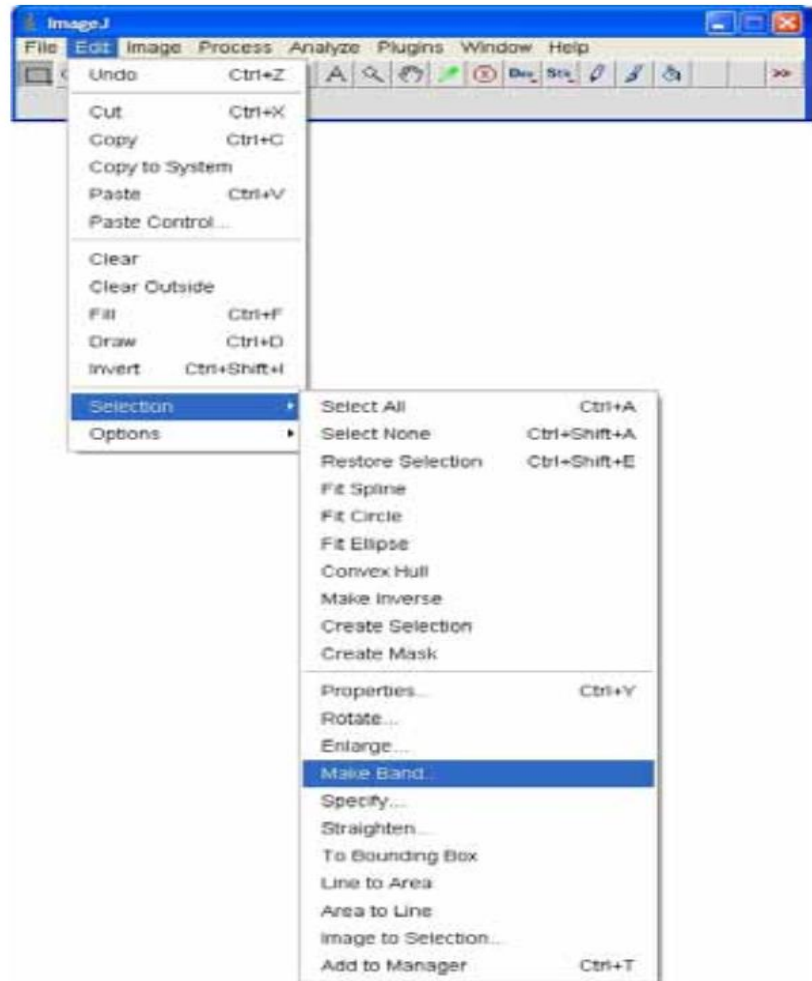 ImageJ
File Edit Image Process Analyze Plugins Window Help
A Dev Stk >>
Undo Ctrl+Z
Cut Ctrl+X
Copy Ctrl+C
Copy to System
Paste Ctrl+V
Paste Control...
Clear
Clear Outside
Fill Ctrl+F
Draw Ctrl+D
Invert Ctrl+Shift+I
Selection
Options
Select All Ctrl+A
Select None Ctrl+Shift+A
Restore Selection Ctrl+Shift+E
Fit Spline
Fit Circle
Fit Ellipse
Convex Hull
Make Inverse
Create Selection
Create Mask
Properties... Ctrl+Y
Rotate...
Enlarge...
Make Band...
Specify...
Straighten...
To Bounding Box
Line to Area
Area to Line
Image to Selection...
Add to Manager Ctrl+T